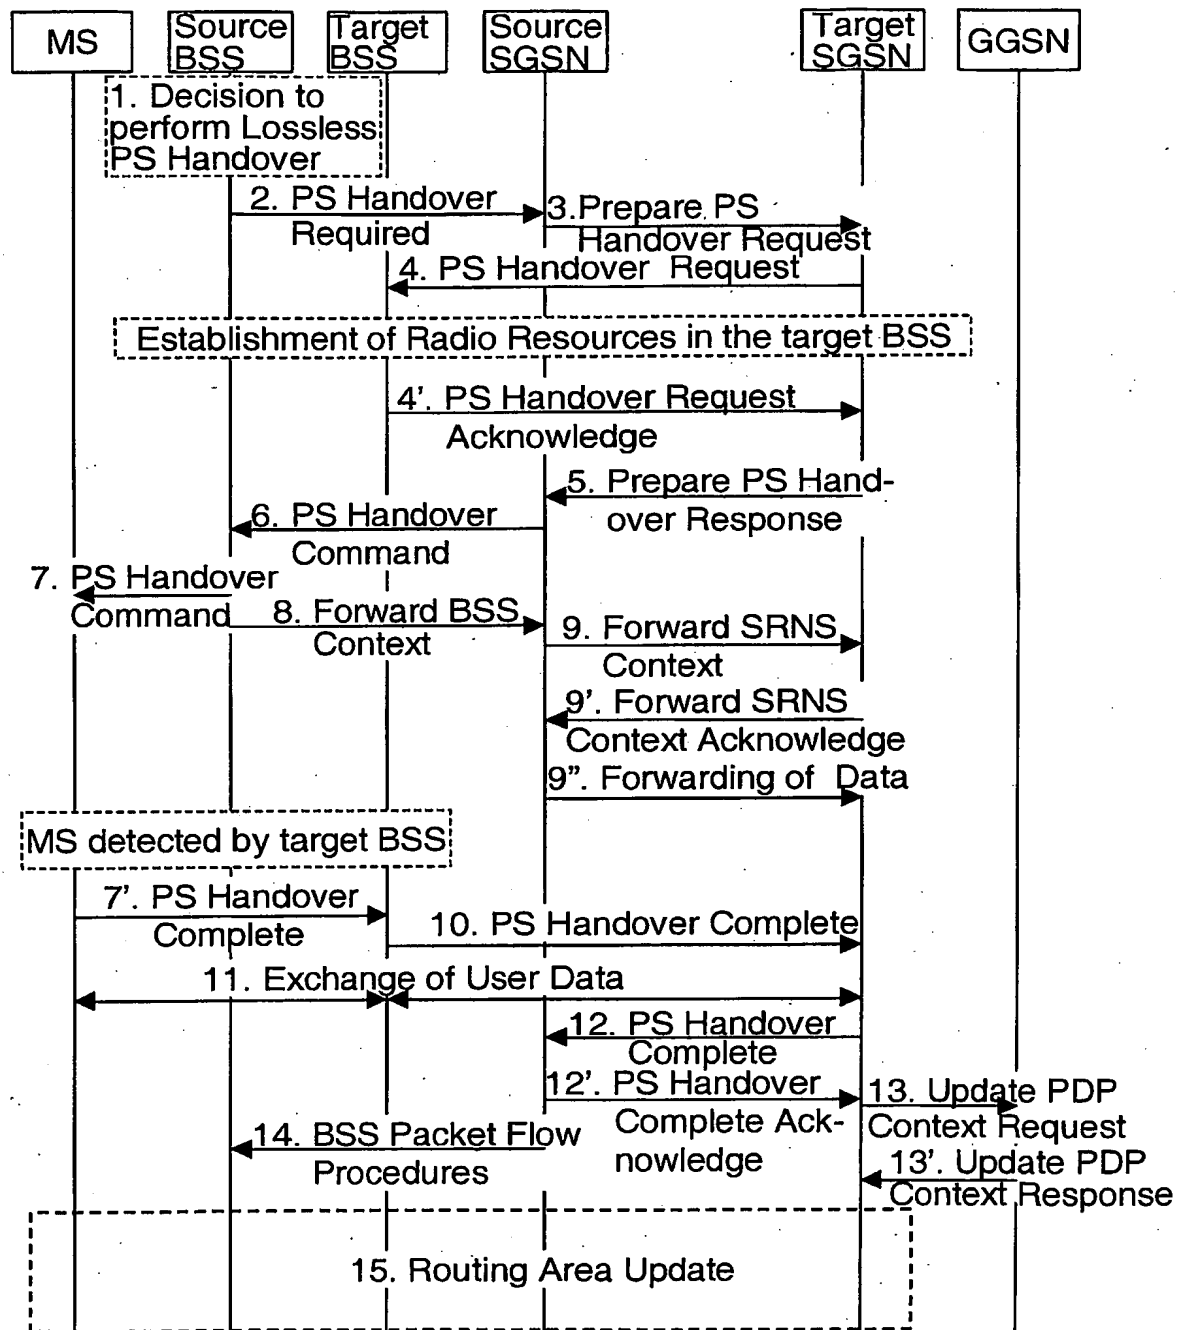 MS
Source
BSS
Target
BSS
Source
SGSN
Target
SGSN
GGSN
1. Decision to
perform Lossless
PS Handover
2. PS Handover
Required
3.Prepare PS
Handover Request
4. PS Handover Request
Establishment of Radio Resources in the target BSS
4'. PS Handover Request
Acknowledge
5. Prepare PS Hand-
over Response
6. PS Handover
Command
7. PS Handover
Command
8. Forward BSS
Context
9. Forward SRNS
Context
9'. Forward SRNS
Context Acknowledge
9". Forwarding of Data
MS detected by target BSS
7'. PS Handover
Complete
10. PS Handover Complete
11. Exchange of User Data
12. PS Handover
Complete
12'. PS Handover
Complete Ack-
nowledge
13. Update PDP
Context Request
14. BSS Packet Flow
Procedures
13'. Update PDP
Context Response
15. Routing Area Update